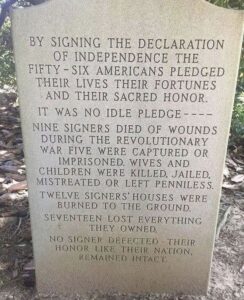 BY SIGNING THE DECLARATION
OF INDEPENDENCE THE
FIFTY-SIX AMERICANS PLEDGED
THEIR LIVES THEIR FORTUNES
AND THEIR SACRED HONOR.
IT WAS NO IDLE PLEDGE----
NINE SIGNERS DIED OF WOUNDS
DURING THE REVOLUTIONARY
WAR FIVE WERE CAPTURED OR
IMPRISONED. WIVES AND
CHILDREN WERE KILLED, JAILED,
MISTREATED OR LEFT PENNILESS.
TWELVE SIGNERS' HOUSES WERE
BURNED TO THE GROUND.
SEVENTEEN LOST EVERYTHING
THEY OWNED.
NO SIGNER DEFECTED-THEIR
HONOR LIKE THEIR NATION,
REMAINED INTACT.